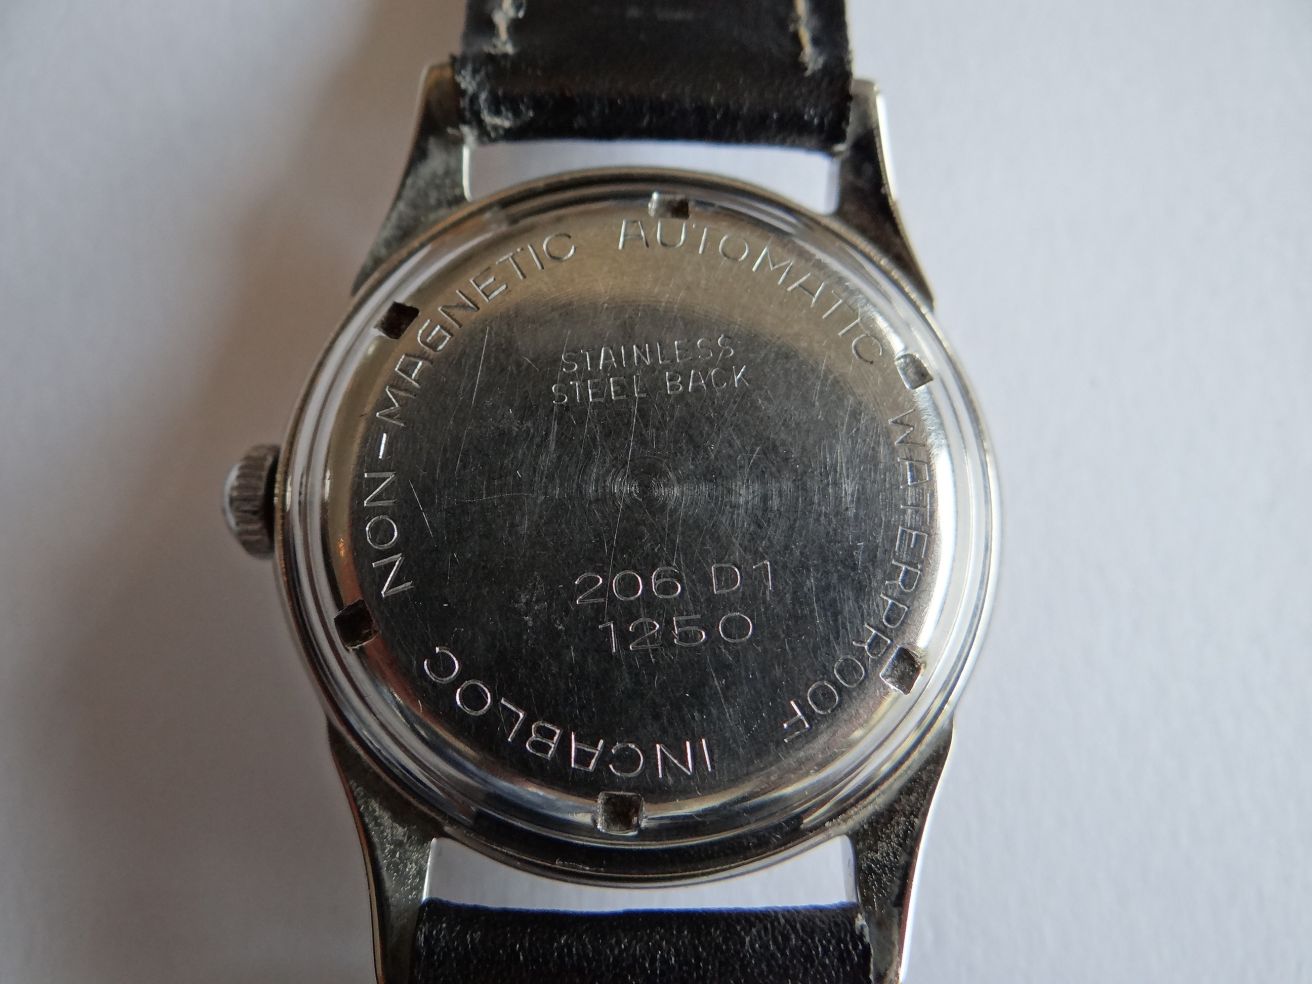 NON-MAGNETIC AUTOMATIC WATERPROOF INCABLOC
STAINLESS
STEEL BACK
206 D1
1250